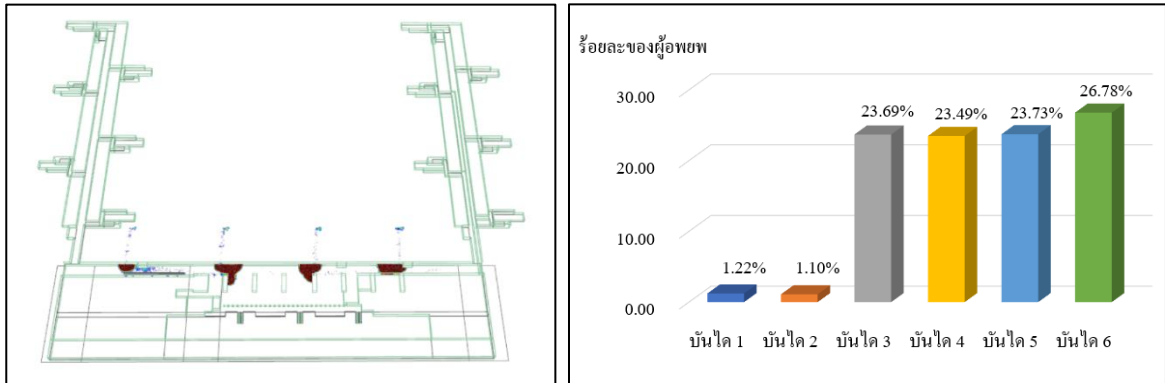 ร้อยละของผู้อพยพ
30.00
20.00
10.00
0.00
1.22%
1.10%
23.69%
23.49%
23.73%
26.78%
บันได 1
บันได 2
บันได 3
บันได 4
บันได 5
บันได 6